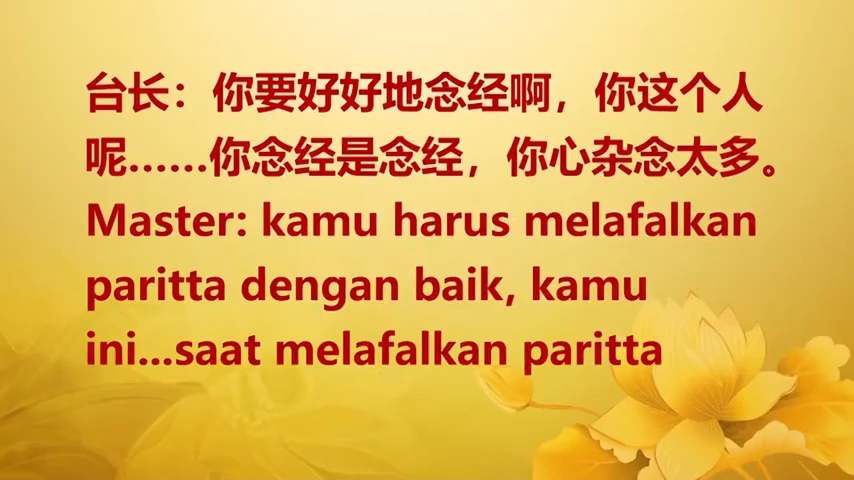 台长：你要好好地念经啊，你这个人
呢……你念经是念经，你心杂念太多。
Master: kamu harus melafalkan
paritta dengan baik, kamu
ini...saat melafalkan paritta